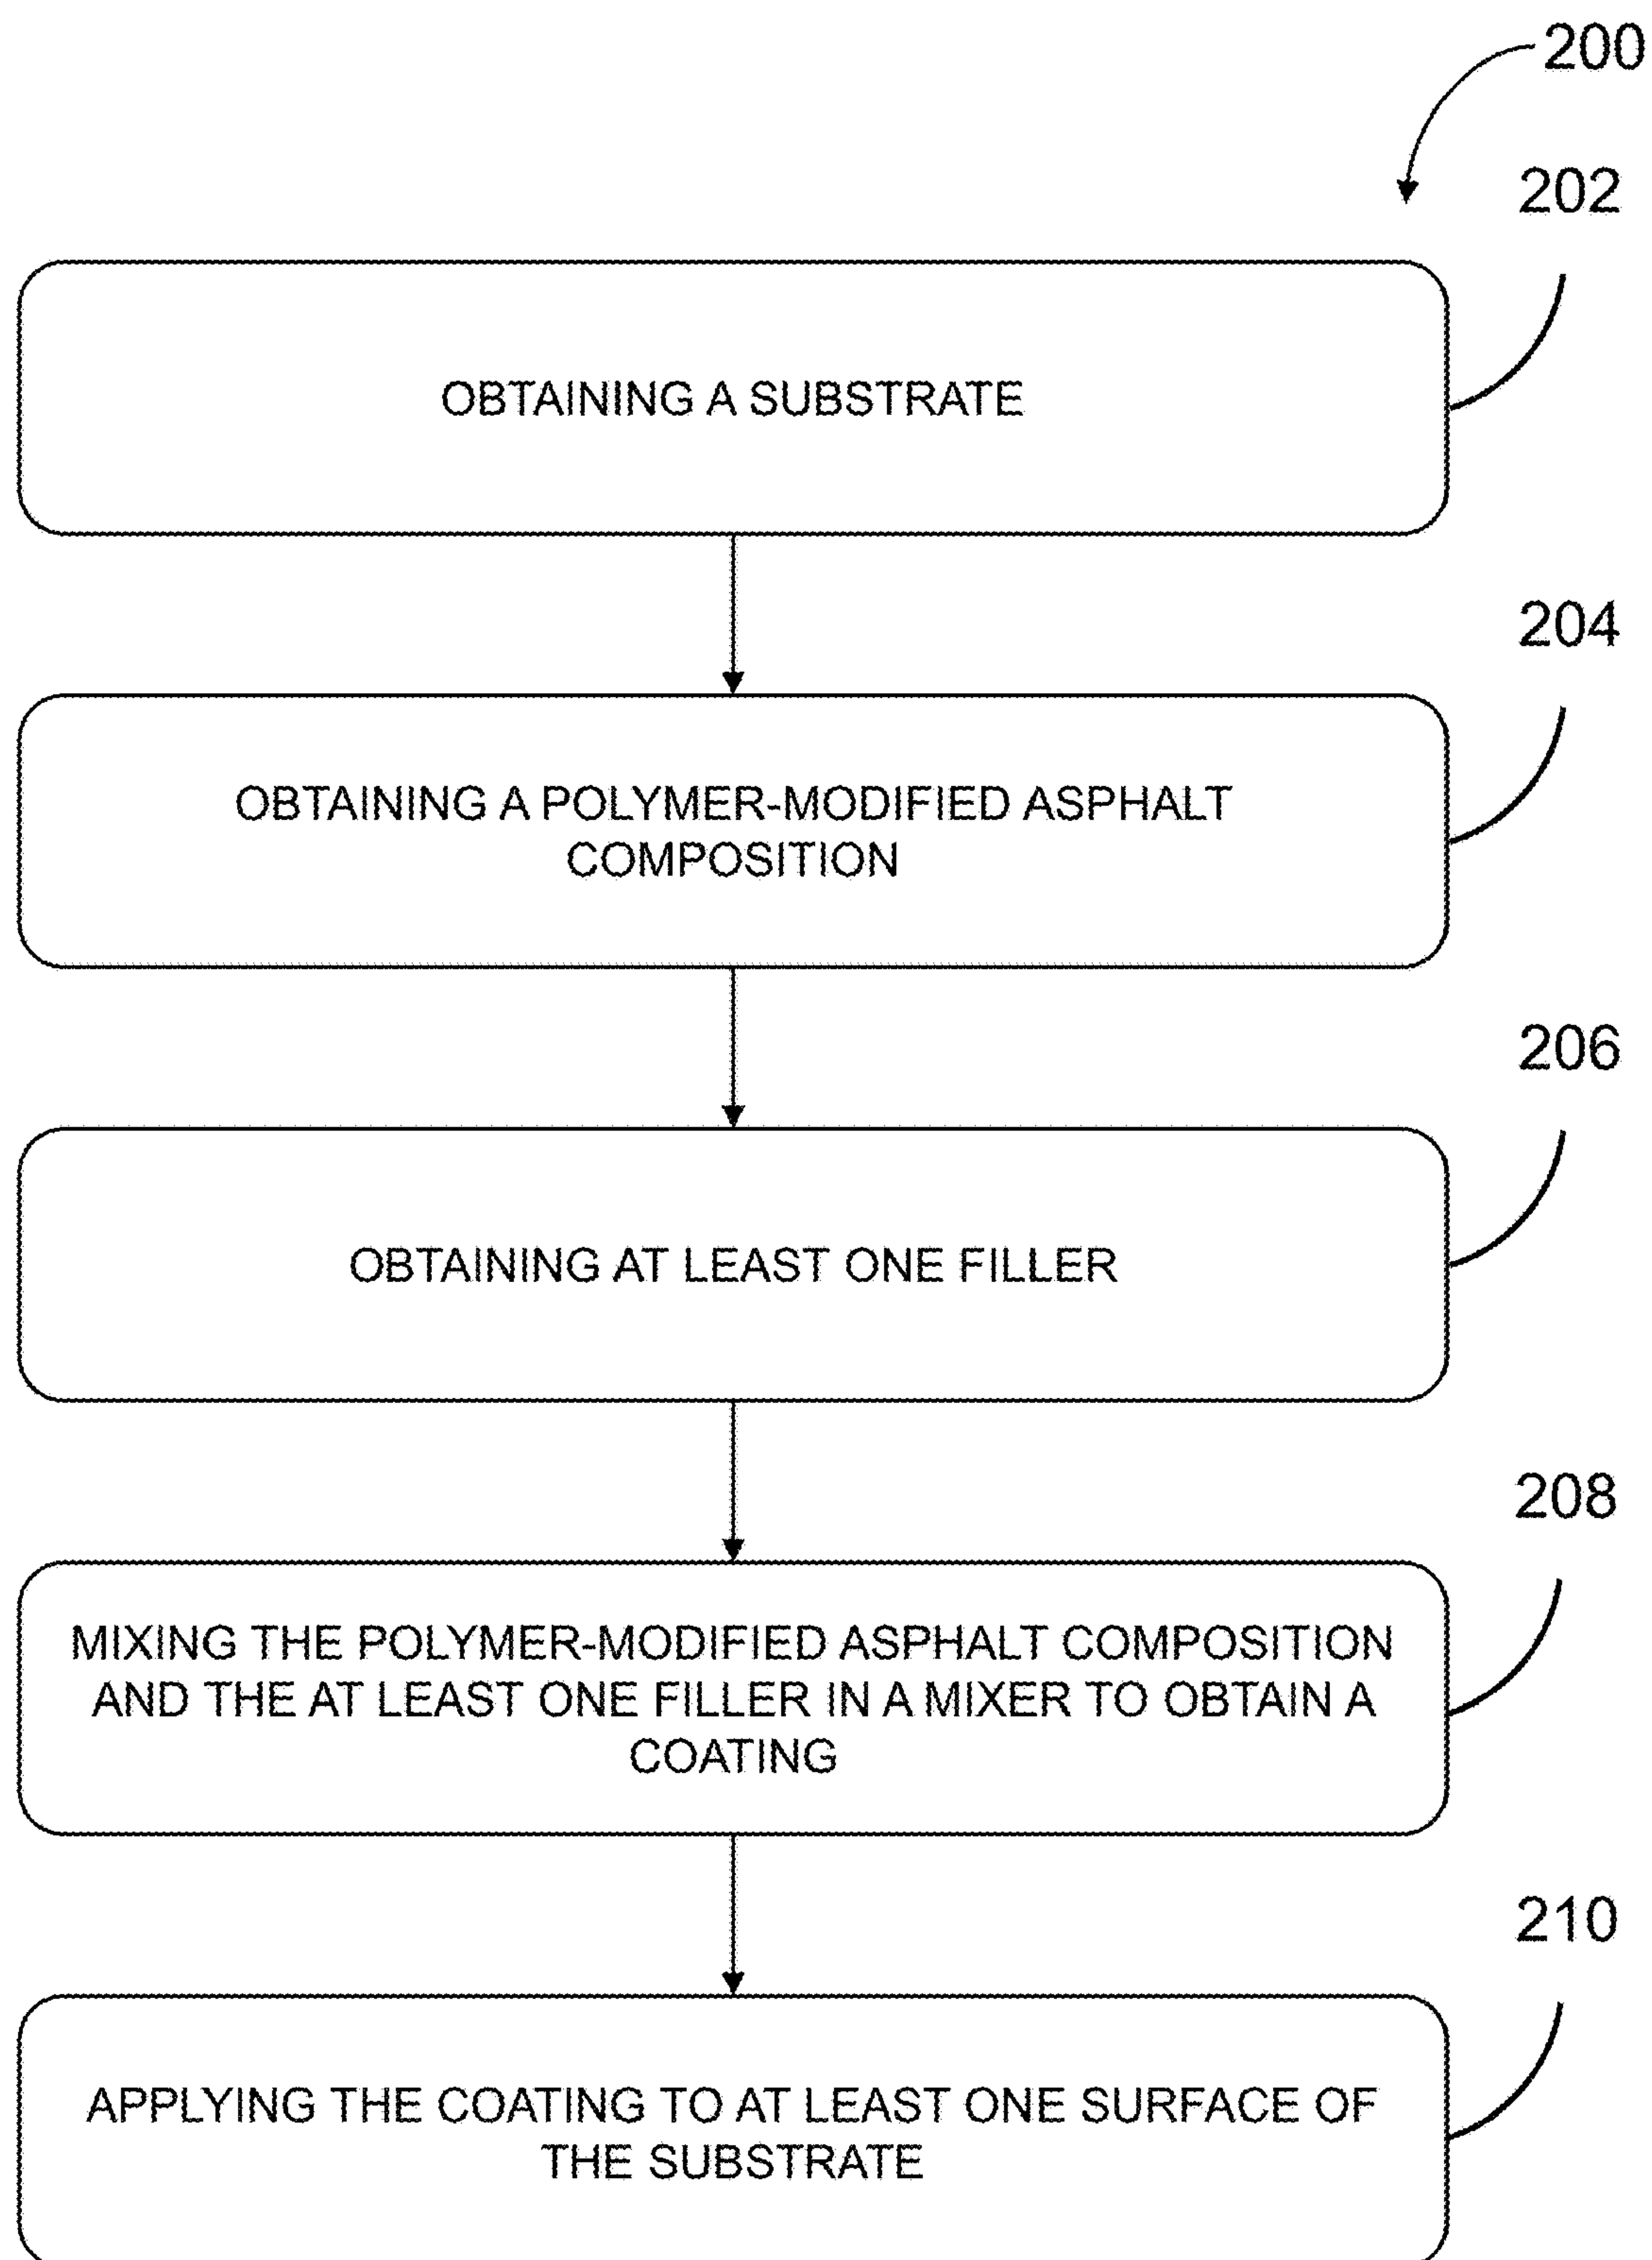 200
202
OBTAINING A SUBSTRATE
204
OBTAINING A POLYMER-MODIFIED ASPHALT
COMPOSITION
206
OBTAINING AT LEAST ONE FILLER
208
MIXING THE POLYMER-MODIFIED ASPHALT COMPOSITION
AND THE AT LEAST ONE FILLER IN A MIXER TO OBTAIN A
COATING
210
APPLYING THE COATING TO AT LEAST ONE SURFACE OF
THE SUBSTRATE